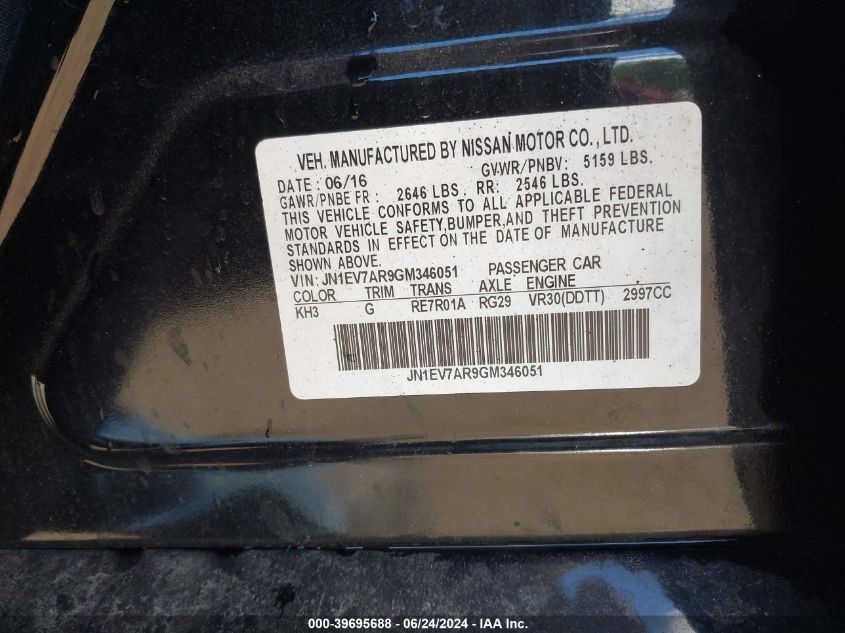 VEH. MANUFACTURED BY NISSAN MOTOR CO., LTD.
DATE: 06/16 GVWR/PNBV: 5159 LBS.
GAWR/PNBE FR: 2646 LBS. RR: 2546 LBS.
THIS VEHICLE CONFORMS TO ALL APPLICABLE FEDERAL
MOTOR VEHICLE SAFETY,BUMPER,AND THEFT PREVENTION
STANDARDS IN EFFECT ON THE DATE OF MANUFACTURE
SHOWN ABOVE.
VIN: JN1EV7AR9GM346051 PASSENGER CAR
COLOR TRIM TRANS AXLE ENGINE
KH3 G RE7R01A RG29 VR30(DDTT) 2997CC
JN1EV7AR9GM346051
000-39695688 - 06/24/2024 - www.iaai.com